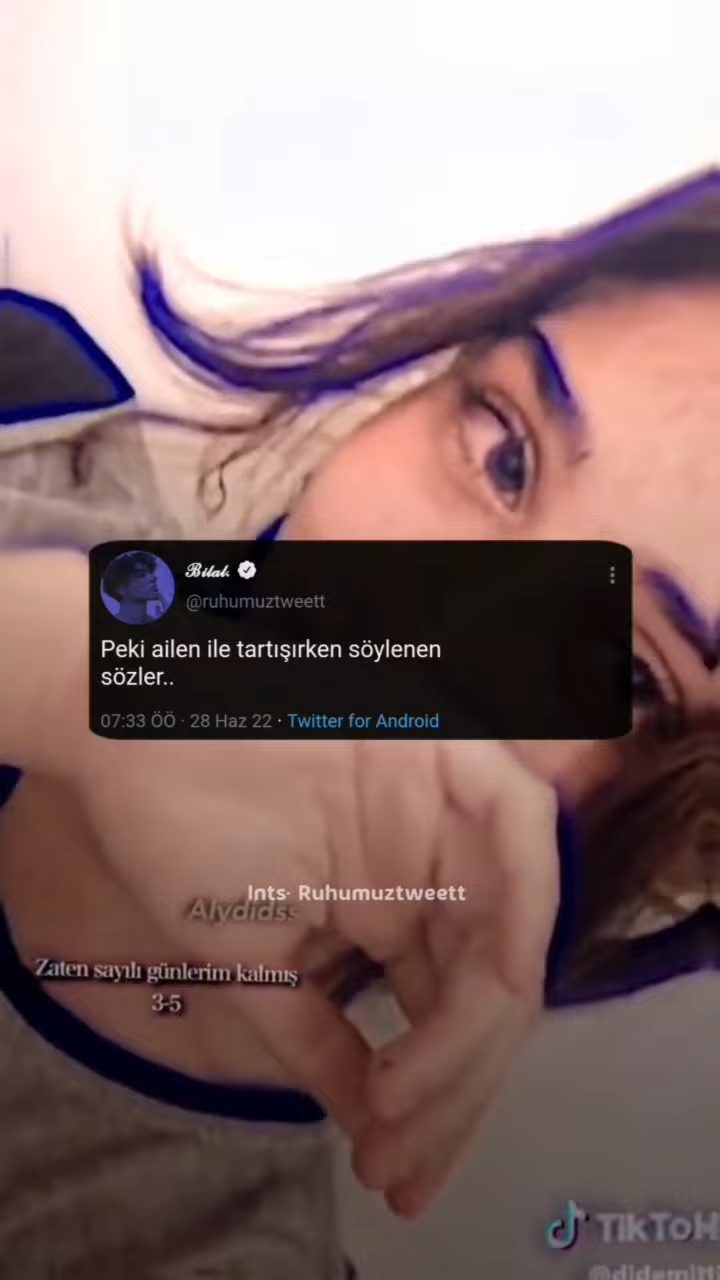 Bilal
@ruhumuztweett
Peki ailen ile tartışırken söylenen
sözler..
07:33 ÖÖ · 28 Haz 22 · Twitter for Android
Ints· Ruhumuztweett
Alydidss
Zaten sayılı günlerim kalmış
3-5
TikTok